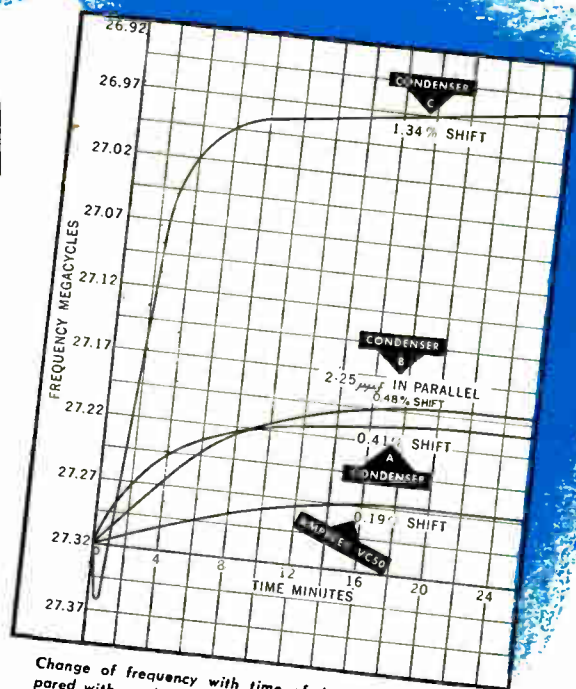 26.92
26.97
27.02
27.07
27.12
27.17
27.22
27.27
27.32
27.37
FREQUENCY MEGACYCLES
CONDENSER
C
1.34% SHIFT
CONDENSER
B
2-25 μμf IN PARALLEL
0.48% SHIFT
0.41% SHIFT
A
CONDENSER
0.19% SHIFT
VC50
0 4 8 12 16 20 24
TIME MINUTES
Change of frequency with time of
pared with